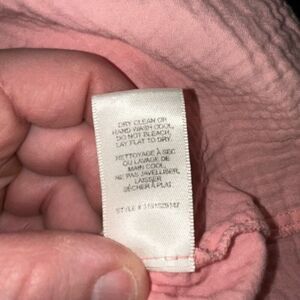 DRY CLEAN OR
HAND WASH COOL,
DO NOT BLEACH,
LAY FLAT TO DRY.
NETTOYAGE À SEC
OU LAVAGE DE
MAIN COOL,
NE PAS JAVELLISER,
LAISSER
SÉCHER À PLAT.
STYLE #